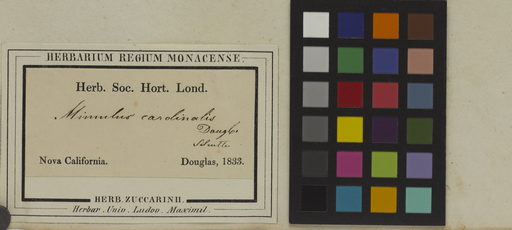 HERBARIUM REGIUM MONACENSE.
Herb. Soc. Hort. Lond.
Mimulus cardinalis
Dougl.
Nova California. Douglas, 1833.
HERB. ZUCCARINII.
Herbar. Univ. Ludov. Maximil.